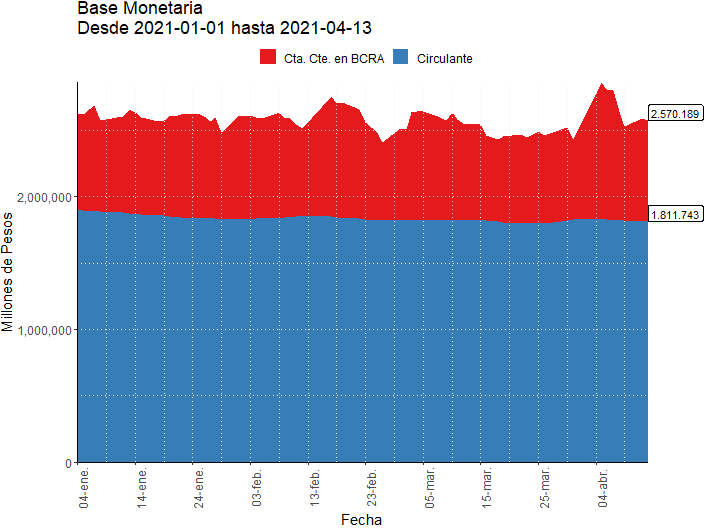 Base Monetaria
Desde 2021-01-01 hasta 2021-04-13
Cta. Cte. en BCRA
Circulante
2.570.189
2,000,000
1.811.743
Millones de Pesos
1,000,000
0
04-ene.
14-ene.
24-ene.
03-feb.
13-feb.
23-feb.
05-mar.
15-mar.
25-mar.
04-abr.
Fecha